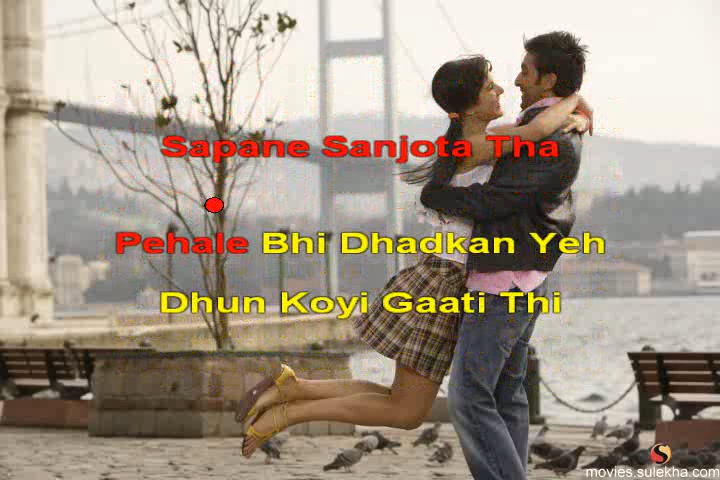 Sapane Sanjota Tha
Pehale Bhi Dhadkan Yeh
Dhun Koyi Gaati Thi
movies.sulekha.com